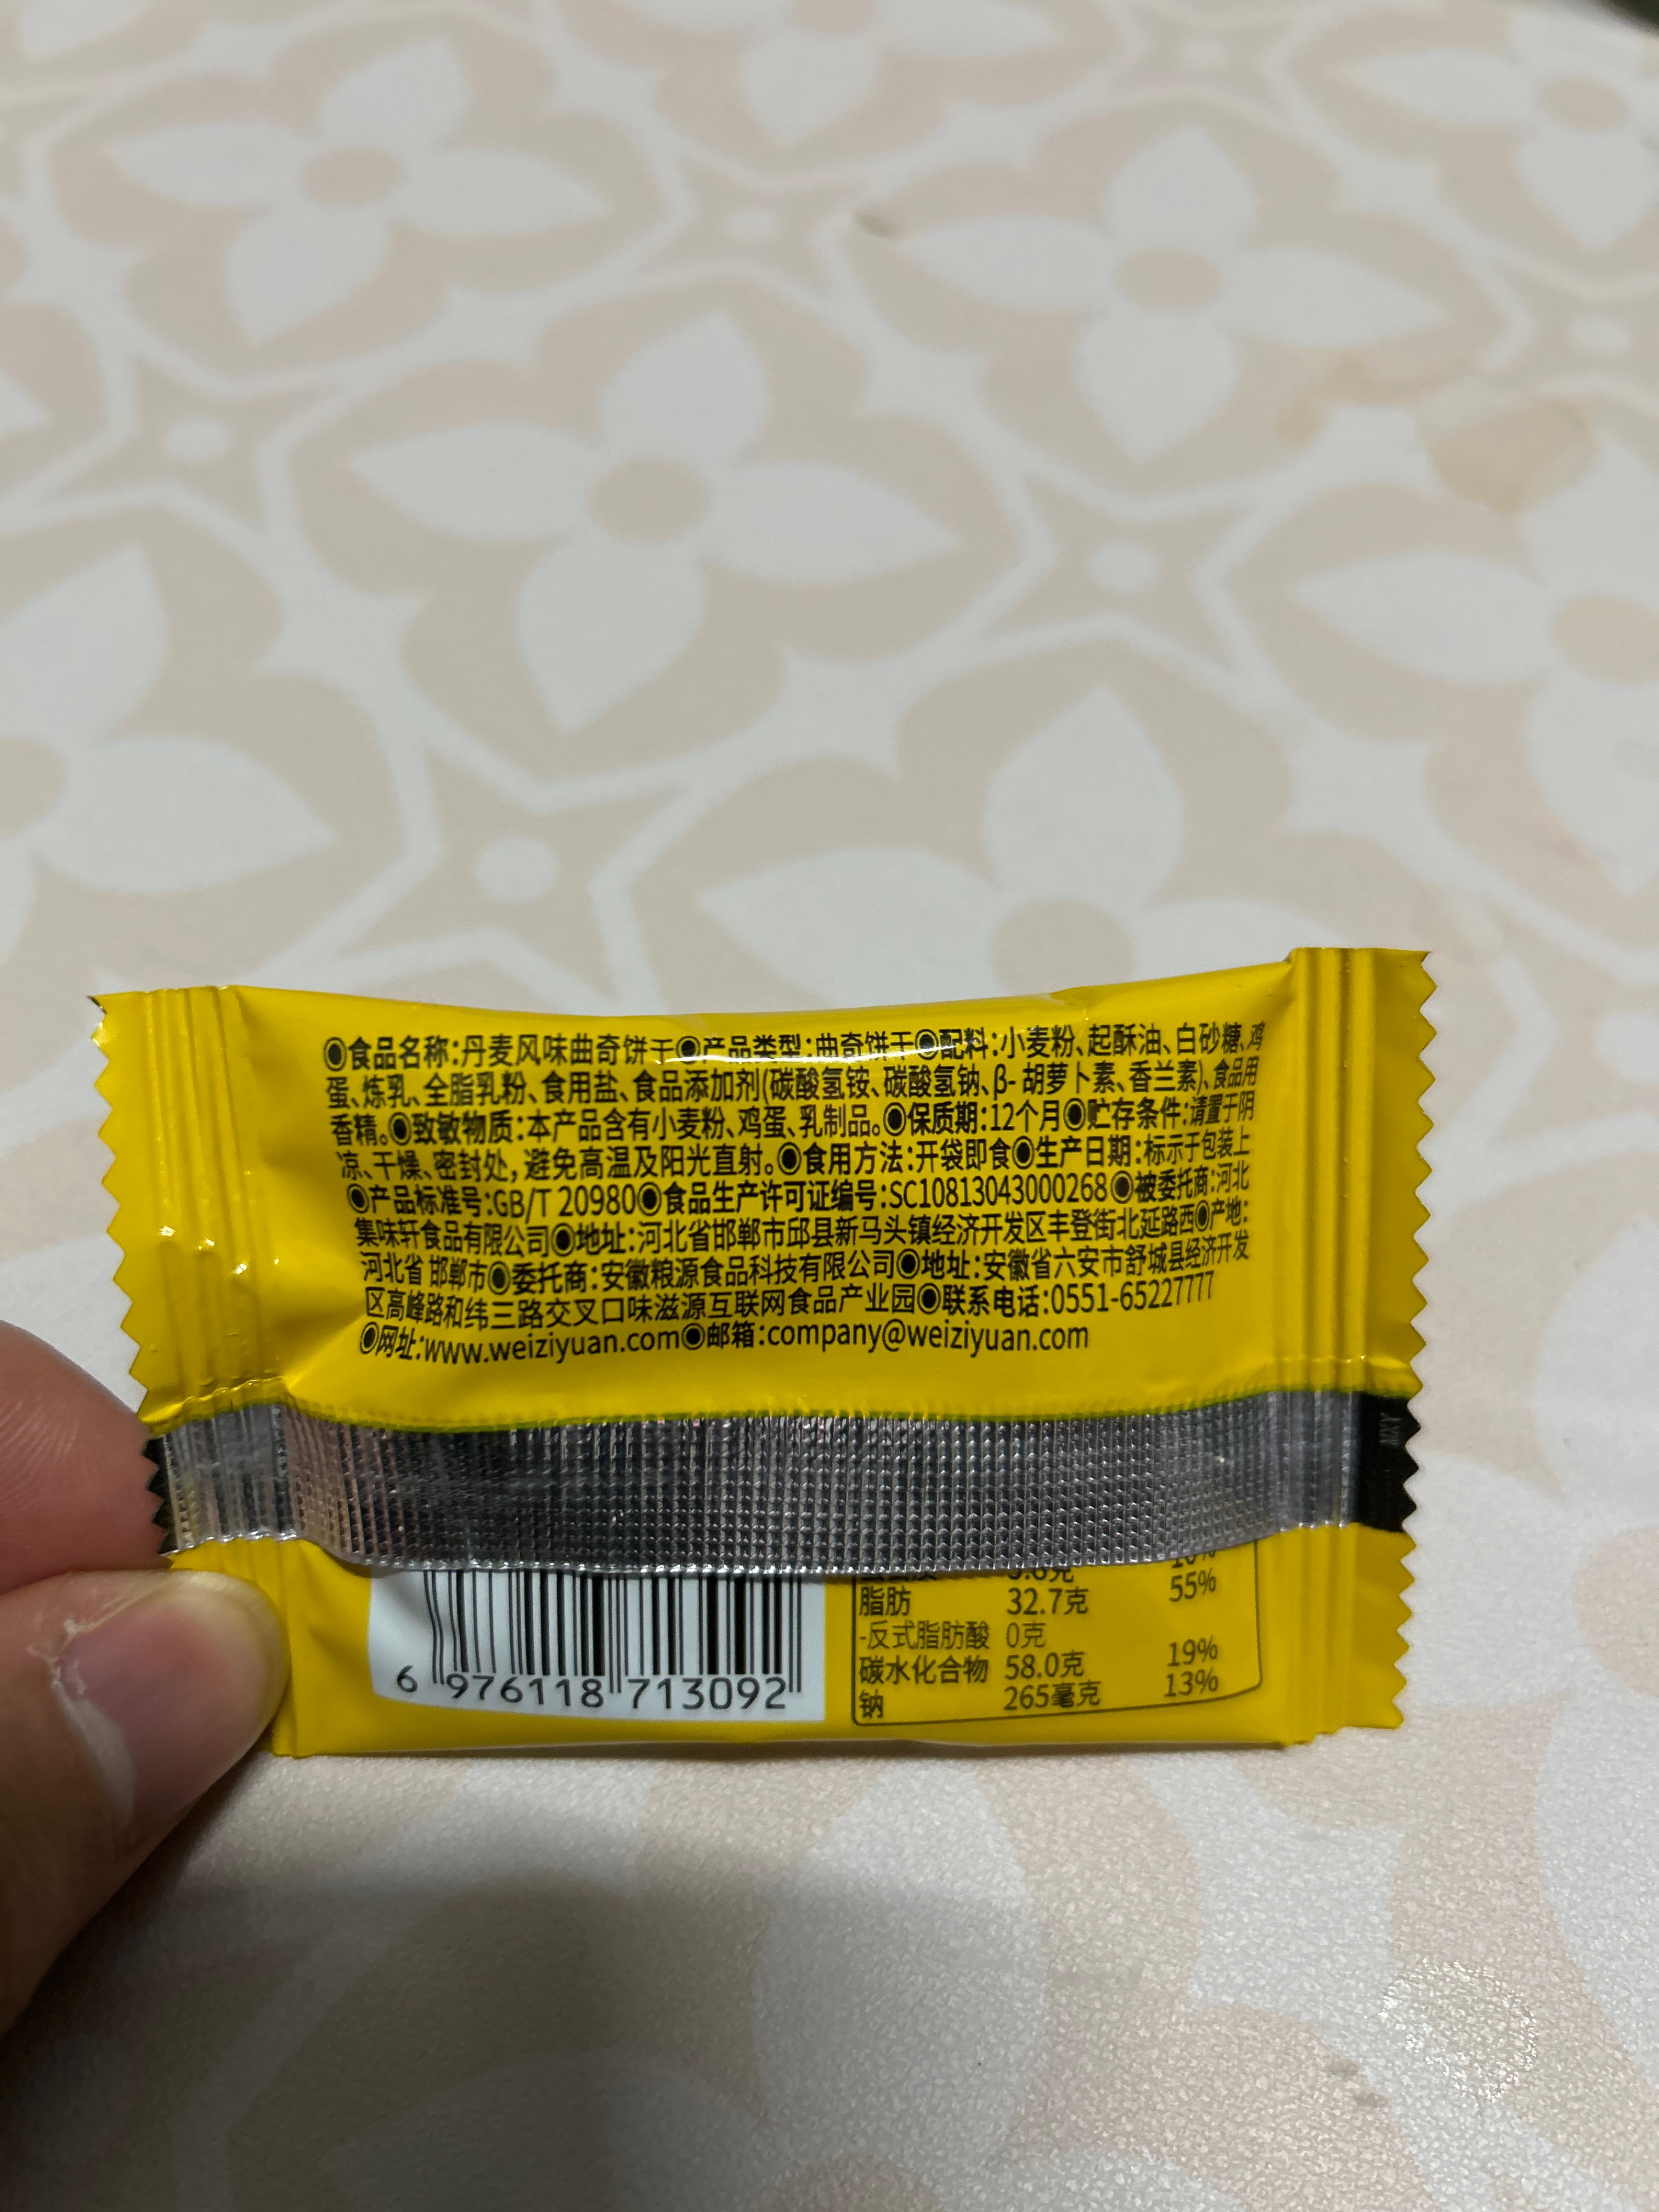 ◉食品名称:丹麦风味曲奇饼干◉产品类型:曲奇饼干◉配料:小麦粉、起酥油、白砂糖、鸡
蛋、炼乳、全脂乳粉、食用盐、食品添加剂(碳酸氢铵、碳酸氢钠、β- 胡萝卜素、香兰素)、食品用
香精。◉致敏物质:本产品含有小麦粉、鸡蛋、乳制品。◉保质期:12个月◉贮存条件:请置于阴
凉、干燥、密封处,避免高温及阳光直射。◉食用方法:开袋即食◉生产日期:标示于包装上
◉产品标准号:GB/T 20980◉食品生产许可证编号:SC10813043000268◉被委托商:河北
集味轩食品有限公司◉地址:河北省邯郸市邱县新马头镇经济开发区丰登街北延路西◉产地:
河北省 邯郸市◉委托商:安徽粮源食品科技有限公司◉地址:安徽省六安市舒城县经济开发
区高峰路和纬三路交叉口味滋源互联网食品产业园◉联系电话:0551-65227777
◉网址:www.weiziyuan.com◉邮箱:company@weiziyuan.com
脂肪 32.7克 55%
-反式脂肪酸 0克
碳水化合物 58.0克 19%
钠 265毫克 13%
6 976118 713092